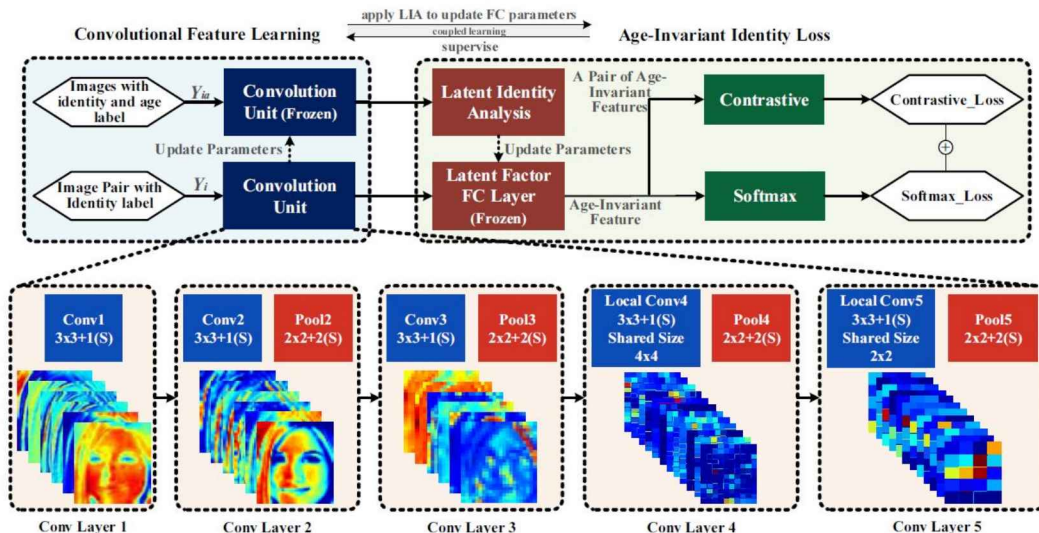 apply LIA to update FC parameters
coupled learning
supervise
Convolutional Feature Learning
Age-Invariant Identity Loss
Images with
identity and age
label
Yia
Convolution
Unit (Frozen)
Latent Identity
Analysis
A Pair of Age-
Invariant
Features
Contrastive
Contrastive_Loss
Update Parameters
Update Parameters
Image Pair with
Identity label
Yi
Convolution
Unit
Latent Factor
FC Layer
(Frozen)
Age-Invariant
Feature
Softmax
Softmax_Loss
Conv1
3x3+1(S)
Conv2
3x3+1(S)
Pool2
2x2+2(S)
Conv3
3x3+1(S)
Pool3
2x2+2(S)
Local Conv4
3x3+1(S)
Shared Size
4x4
Pool4
2x2+2(S)
Local Conv5
3x3+1(S)
Shared Size
2x2
Pool5
2x2+2(S)
Conv Layer 1
Conv Layer 2
Conv Layer 3
Conv Layer 4
Conv Layer 5